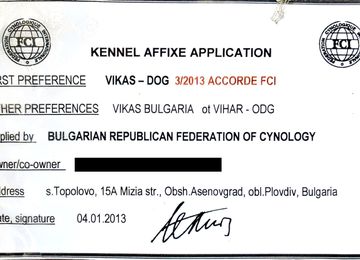 FCI
FCI
KENNEL AFFIXE APPLICATION
RST PREFERENCE VIKAS – DOG 3/2013 ACCORDE FCI
HER PREFERENCES VIKAS BULGARIA ot VIHAR - ODG
plied by BULGARIAN REPUBLICAN FEDERATION OF CYNOLOGY
wner/co-owner
ddress s.Topolovo, 15A Mizia str., Obsh.Asenovgrad, obl.Plovdiv, Bulgaria
ate, signature 04.01.2013